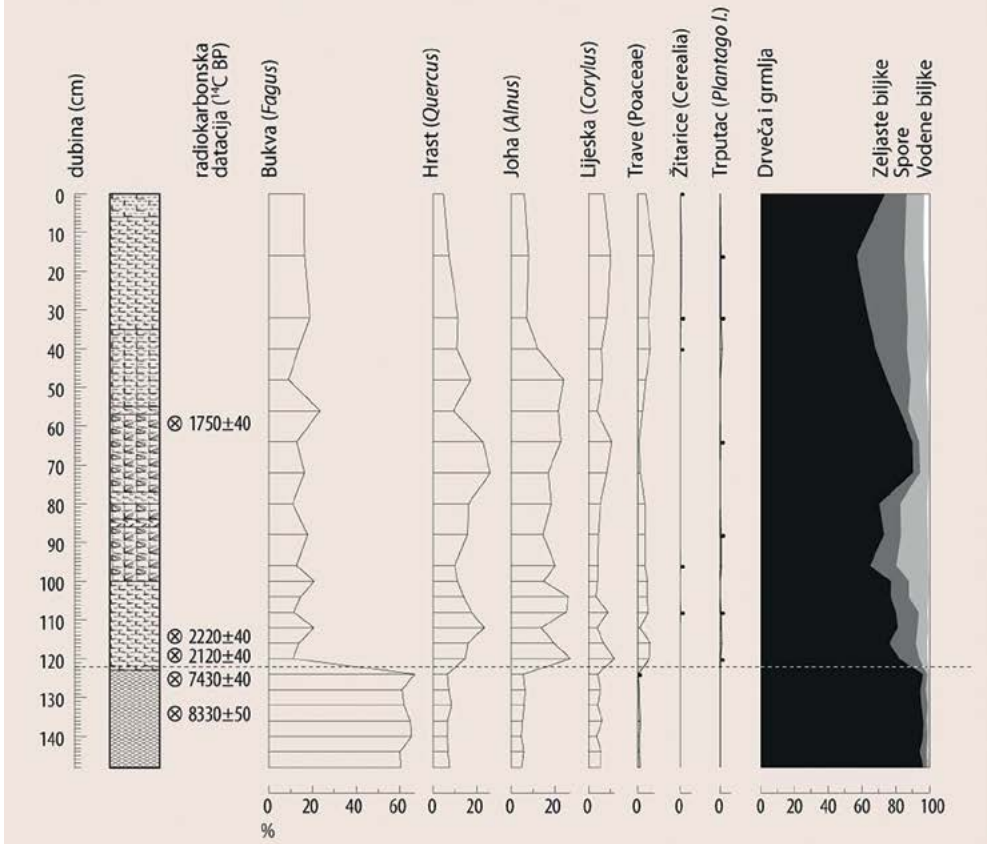 dubina (cm)
radiokarbonska
datacija (¹⁴C BP)
Bukva (Fagus)
Hrast (Quercus)
Joha (Alnus)
Lijeska (Corylus)
Trave (Poaceae)
Žitarice (Cerealia)
Trputac (Plantago l.)
Drveća i grmlja
Zeljaste biljke
Spore
Vodene biljke
0
10
20
30
40
50
60
70
80
90
100
110
120
130
140
1750±40
2220±40
2120±40
7430±40
8330±50
0 20 40 60 0 20 0 20 0 0 0 0 0 20 40 60 80 100
%